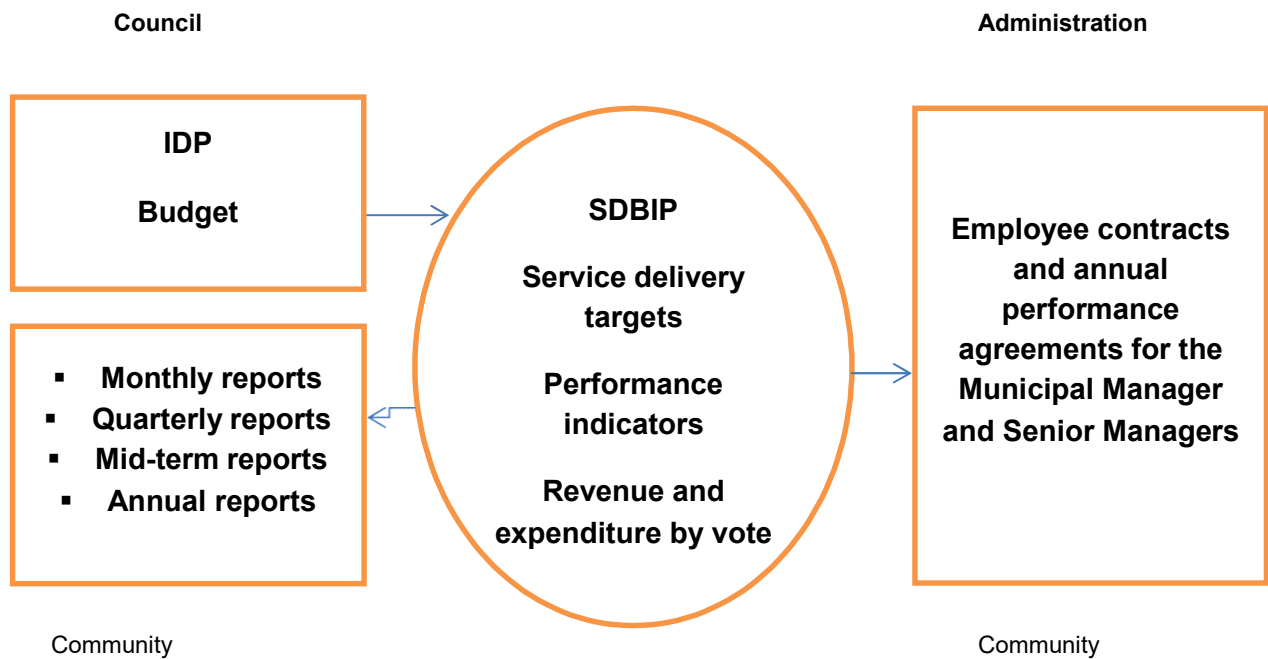 Council
Administration
IDP
Budget
▪ Monthly reports
▪ Quarterly reports
▪ Mid-term reports
▪ Annual reports
SDBIP
Service delivery
targets
Performance
indicators
Revenue and
expenditure by vote
Employee contracts
and annual
performance
agreements for the
Municipal Manager
and Senior Managers
Community
Community